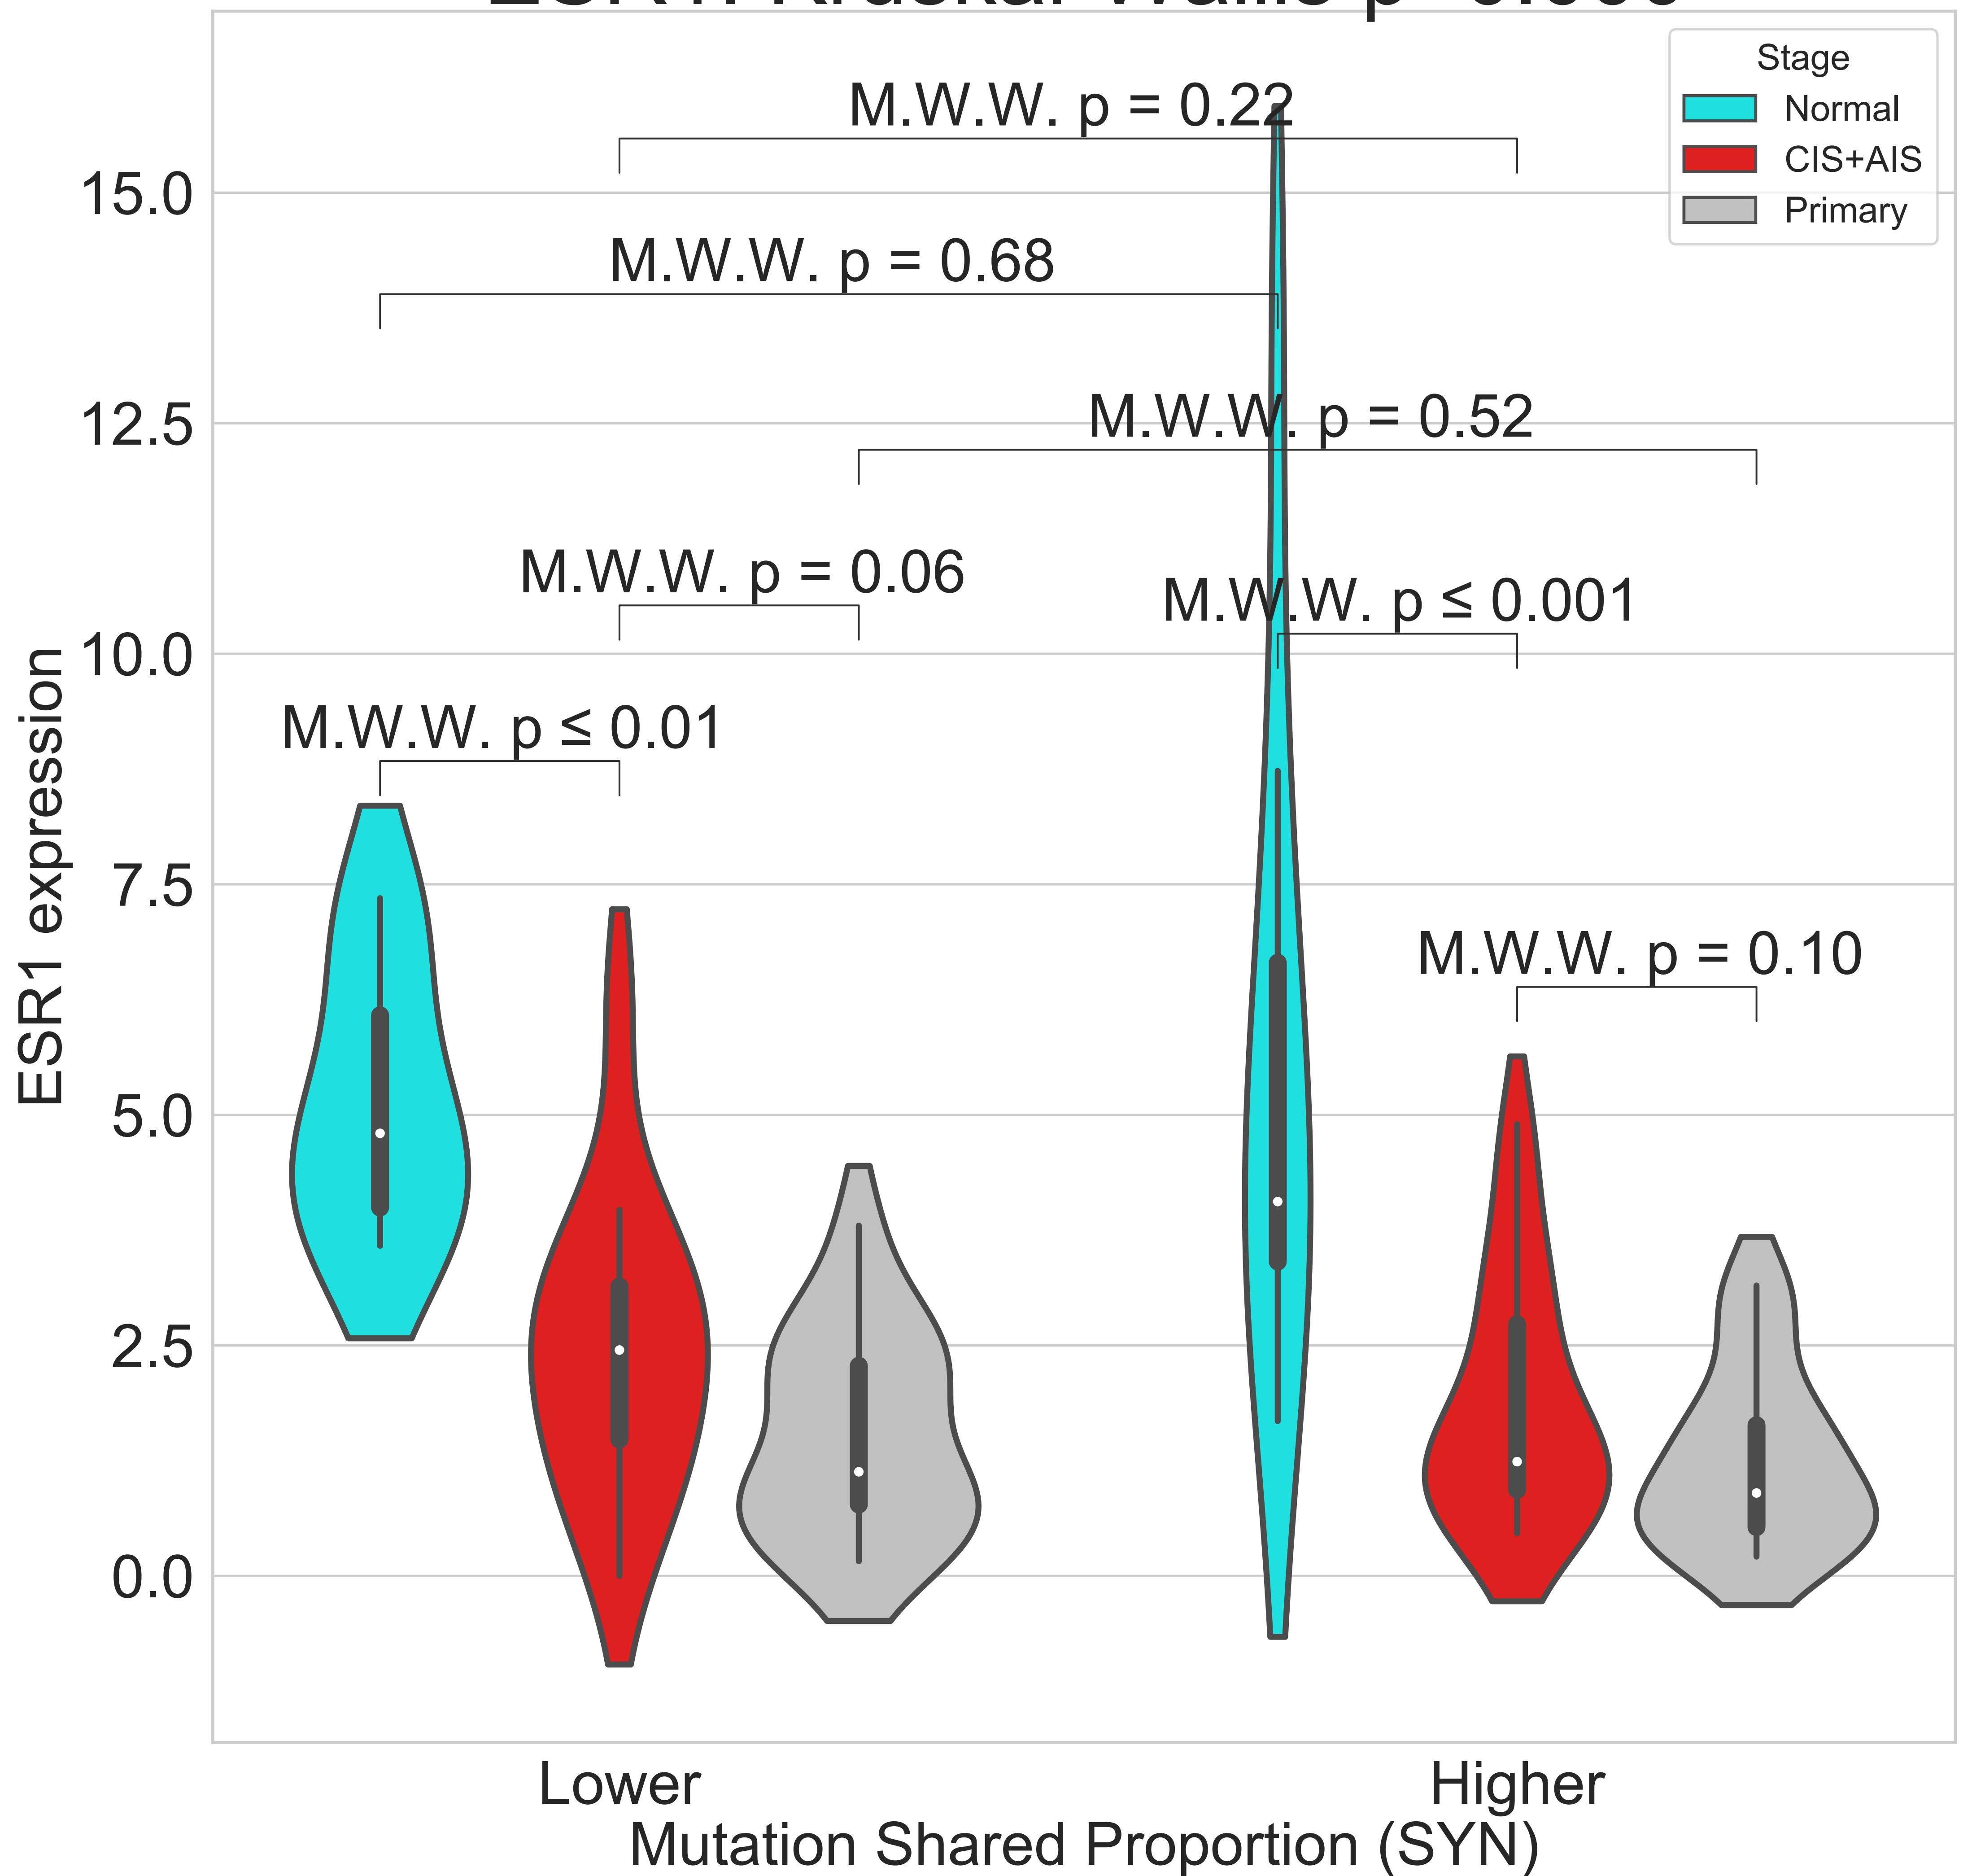 Stage
Normal
CIS+AIS
Primary
M.W.W. p = 0.22
M.W.W. p = 0.68
M.W.W. p = 0.52
M.W.W. p = 0.06
M.W.W. p ≤ 0.001
M.W.W. p ≤ 0.01
M.W.W. p = 0.10
15.0
12.5
10.0
7.5
5.0
2.5
0.0
ESR1 expression
Lower
Higher
Mutation Shared Proportion (SYN)